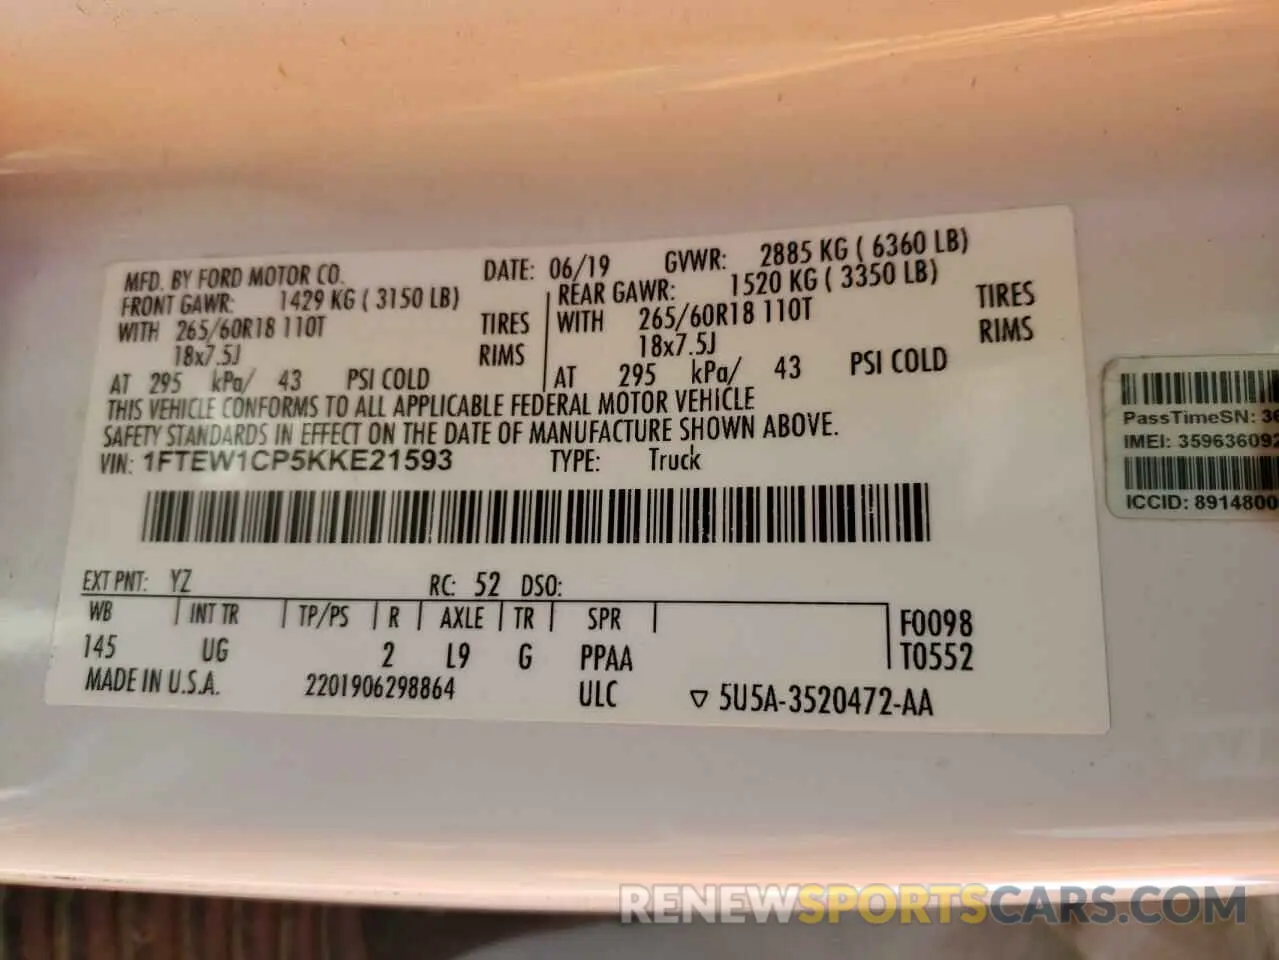 MFD. BY FORD MOTOR CO. DATE: 06/19 GVWR: 2885 KG ( 6360 LB)
FRONT GAWR: 1429 KG ( 3150 LB) REAR GAWR: 1520 KG ( 3350 LB)
WITH 265/60R18 110T TIRES WITH 265/60R18 110T TIRES
18x7.5J RIMS 18x7.5J RIMS
AT 295 kPa/ 43 PSI COLD AT 295 kPa/ 43 PSI COLD
THIS VEHICLE CONFORMS TO ALL APPLICABLE FEDERAL MOTOR VEHICLE
SAFETY STANDARDS IN EFFECT ON THE DATE OF MANUFACTURE SHOWN ABOVE.
VIN: 1FTEW1CP5KKE21593 TYPE: Truck
EXT PNT: YZ RC: 52 DSO:
WB INT TR TP/PS R AXLE TR SPR F0098
145 UG 2 L9 G PPAA T0552
MADE IN U.S.A. 2201906298864 ULC ▽ 5U5A-3520472-AA
PassTimeSN: 36
IMEI: 359636092
ICCID: 8914800
RENEWSPORTSCARS.COM